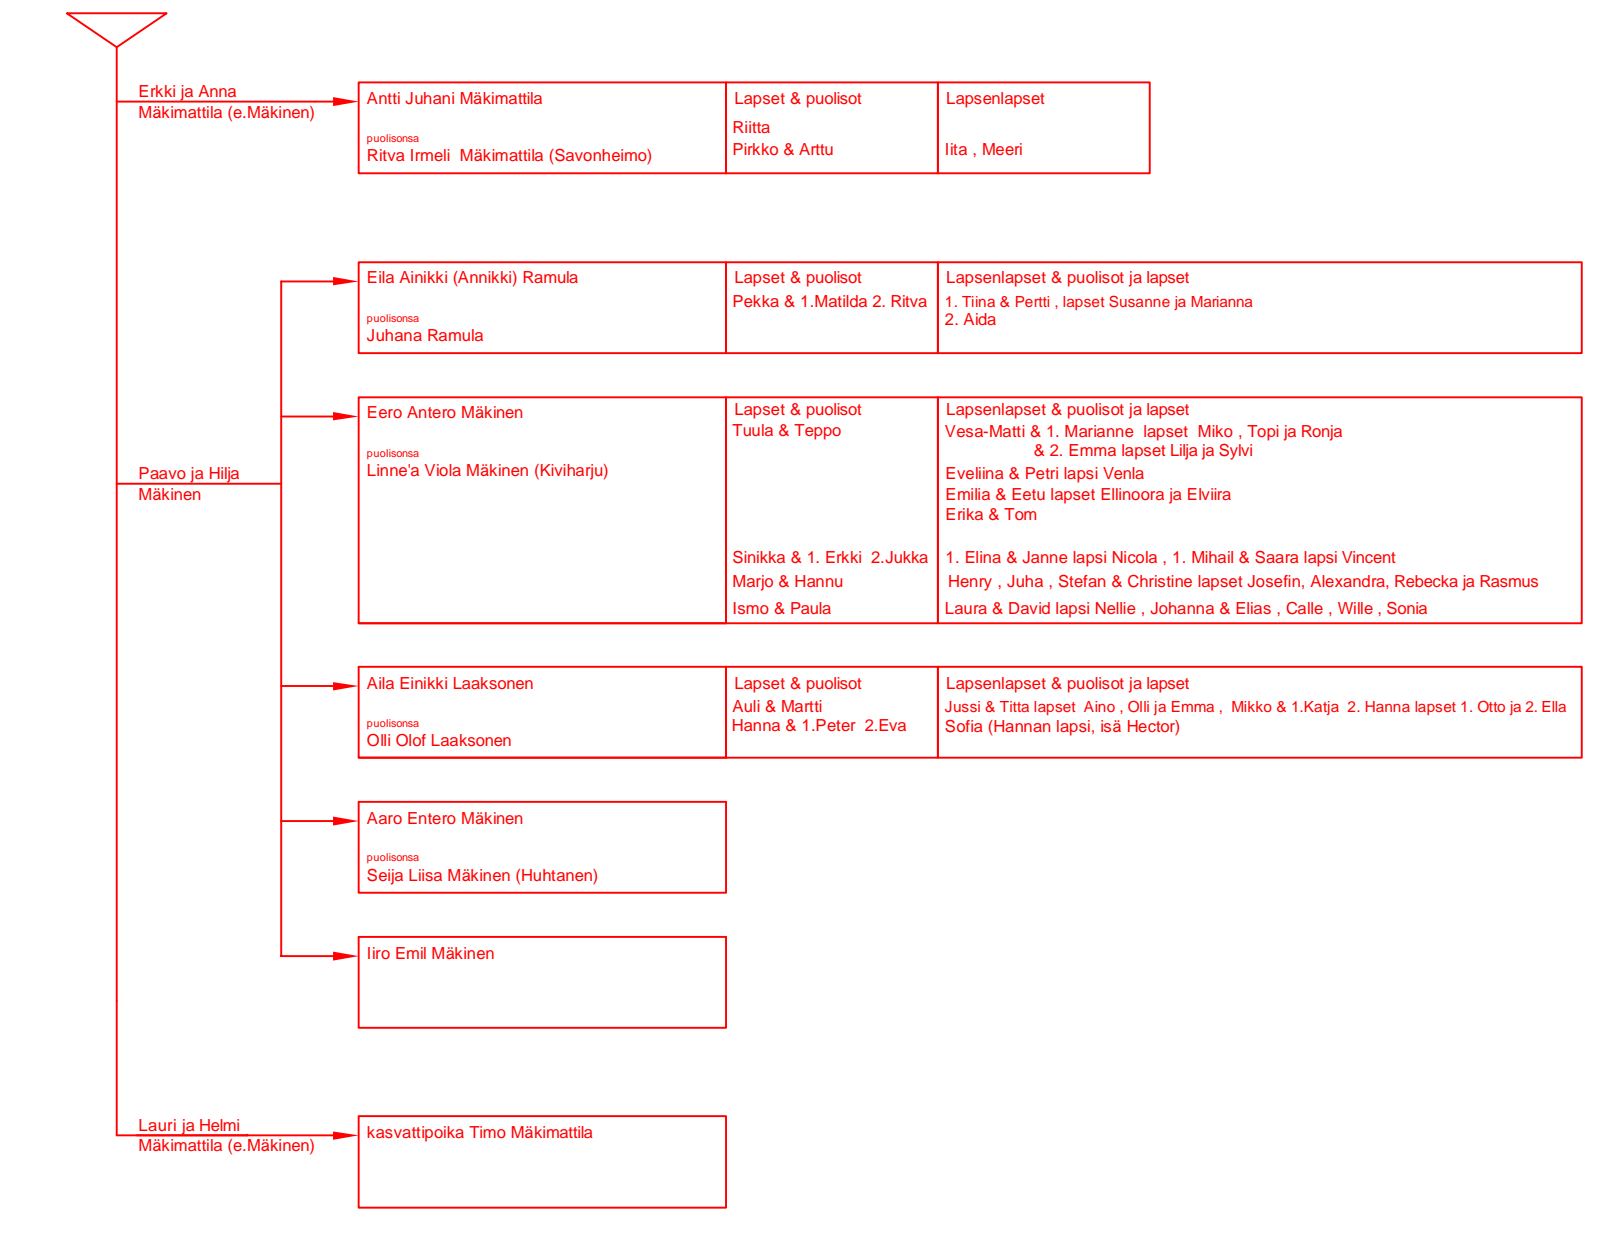 Erkki ja Anna
Mäkimattila (e.Mäkinen)
Antti Juhani Mäkimattila
puolisonsa
Ritva Irmeli Mäkimattila (Savonheimo)
Lapset & puolisot
Riitta
Pirkko & Arttu
Lapsenlapset
Iita , Meeri
Paavo ja Hilja
Mäkinen
Eila Ainikki (Annikki) Ramula
puolisonsa
Juhana Ramula
Lapset & puolisot
Pekka & 1.Matilda 2. Ritva
Lapsenlapset & puolisot ja lapset
1. Tiina & Pertti , lapset Susanne ja Marianna
2. Aida
Eero Antero Mäkinen
puolisonsa
Linne'a Viola Mäkinen (Kiviharju)
Lapset & puolisot
Tuula & Teppo
Lapsenlapset & puolisot ja lapset
Vesa-Matti & 1. Marianne lapset Miko , Topi ja Ronja
& 2. Emma lapset Lilja ja Sylvi
Eveliina & Petri lapsi Venla
Emilia & Eetu lapset Ellinoora ja Elviira
Erika & Tom
Sinikka & 1. Erkki 2.Jukka
1. Elina & Janne lapsi Nicola , 1. Mihail & Saara lapsi Vincent
Marjo & Hannu
Henry , Juha , Stefan & Christine lapset Josefin, Alexandra, Rebecka ja Rasmus
Ismo & Paula
Laura & David lapsi Nellie , Johanna & Elias , Calle , Wille , Sonia
Aila Einikki Laaksonen
puolisonsa
Olli Olof Laaksonen
Lapset & puolisot
Auli & Martti
Hanna & 1.Peter 2.Eva
Lapsenlapset & puolisot ja lapset
Jussi & Titta lapset Aino , Olli ja Emma , Mikko & 1.Katja 2. Hanna lapset 1. Otto ja 2. Ella
Sofia (Hannan lapsi, isä Hector)
Aaro Entero Mäkinen
puolisonsa
Seija Liisa Mäkinen (Huhtanen)
Iiro Emil Mäkinen
Lauri ja Helmi
Mäkimattila (e.Mäkinen)
kasvattipoika Timo Mäkimattila